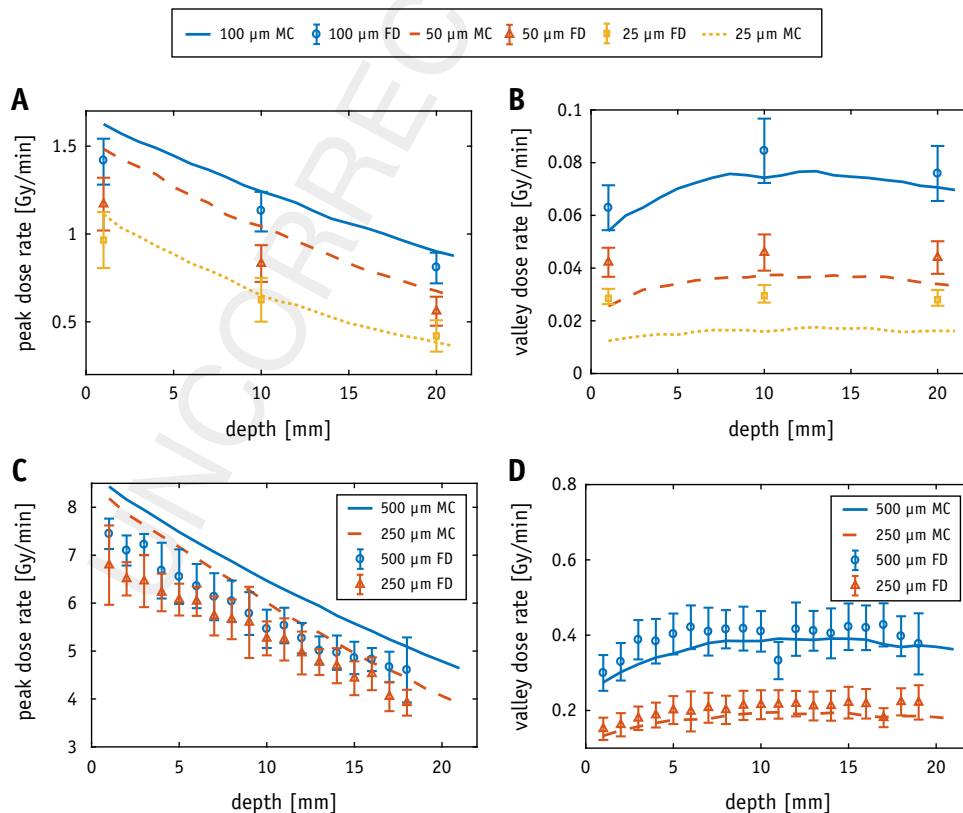 100 µm MC 100 µm FD 50 µm MC 50 µm FD 25 µm FD 25 µm MC
A
peak dose rate [Gy/min]
1.5
1
0.5
0 5 10 15 20
depth [mm]
B
valley dose rate [Gy/min]
0.1
0.08
0.06
0.04
0.02
0
0 5 10 15 20
depth [mm]
C
peak dose rate [Gy/min]
8
7
6
5
4
3
0 5 10 15 20
depth [mm]
500 µm MC
250 µm MC
500 µm FD
250 µm FD
D
valley dose rate [Gy/min]
0.8
0.6
0.4
0.2
0 5 10 15 20
depth [mm]
500 µm MC
250 µm MC
500 µm FD
250 µm FD
UNCORREC